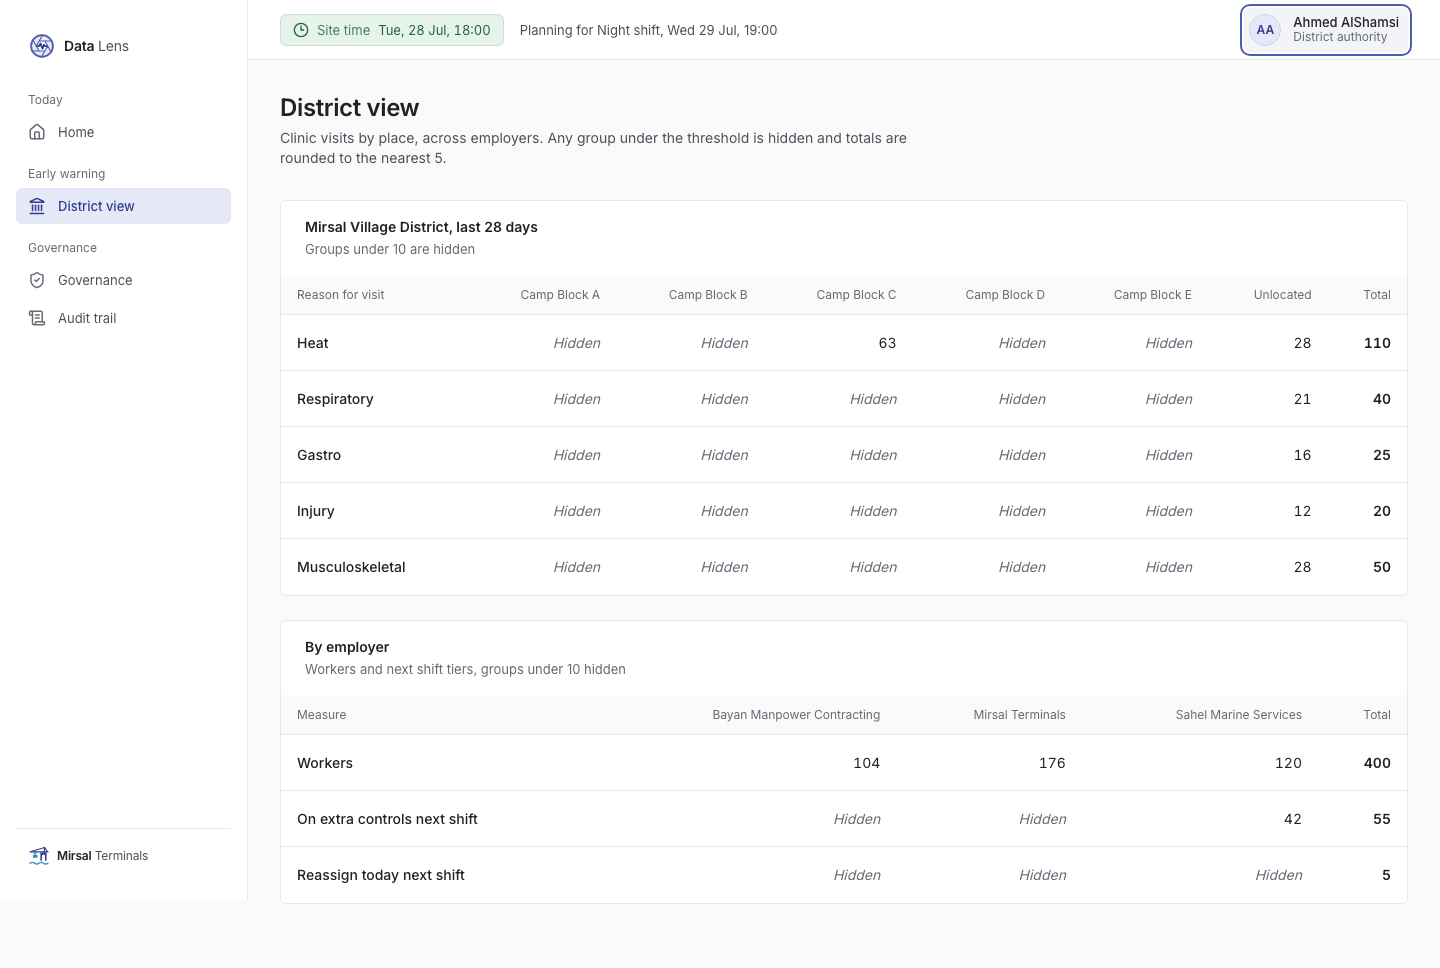 Data Lens
Today
Home
Early warning
District view
Governance
Governance
Audit trail
Mirsal Terminals
Site time Tue, 28 Jul, 18:00
Planning for Night shift, Wed 29 Jul, 19:00
AA
Ahmed AlShamsi
District authority
District view
Clinic visits by place, across employers. Any group under the threshold is hidden and totals are
rounded to the nearest 5.
Mirsal Village District, last 28 days
Groups under 10 are hidden
Reason for visit Camp Block A Camp Block B Camp Block C Camp Block D Camp Block E Unlocated Total
Heat Hidden Hidden 63 Hidden Hidden 28 110
Respiratory Hidden Hidden Hidden Hidden Hidden 21 40
Gastro Hidden Hidden Hidden Hidden Hidden 16 25
Injury Hidden Hidden Hidden Hidden Hidden 12 20
Musculoskeletal Hidden Hidden Hidden Hidden Hidden 28 50
By employer
Workers and next shift tiers, groups under 10 hidden
Measure Bayan Manpower Contracting Mirsal Terminals Sahel Marine Services Total
Workers 104 176 120 400
On extra controls next shift Hidden Hidden 42 55
Reassign today next shift Hidden Hidden Hidden 5